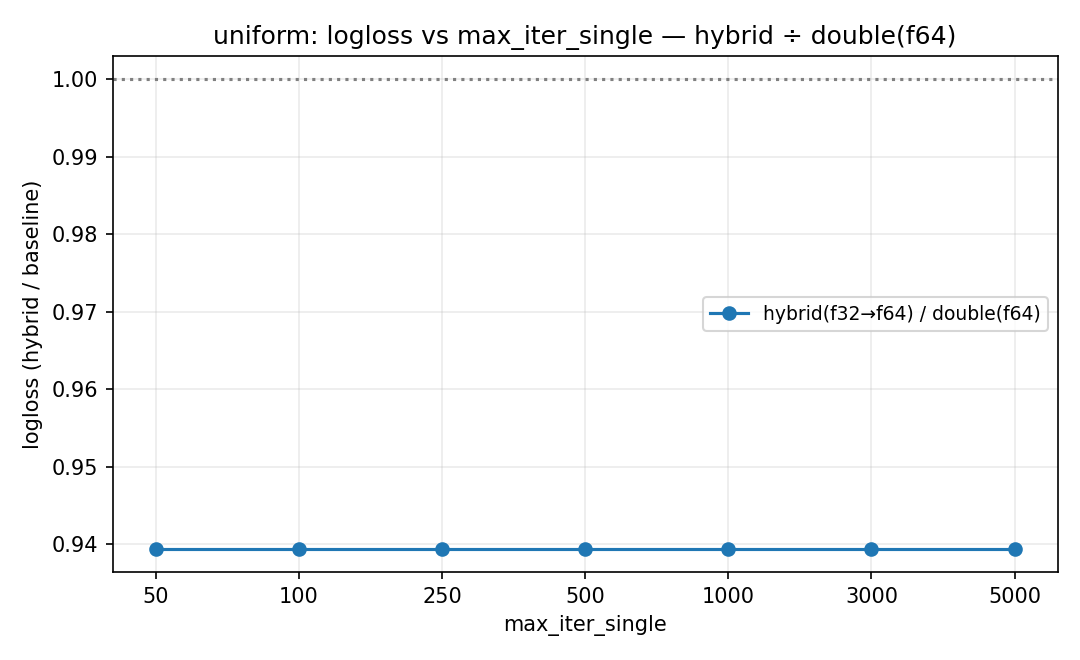 uniform: logloss vs max_iter_single — hybrid ÷ double(f64)
logloss (hybrid / baseline)
1.00
0.99
0.98
0.97
0.96
0.95
0.94
hybrid(f32→f64) / double(f64)
50 100 250 500 1000 3000 5000
max_iter_single